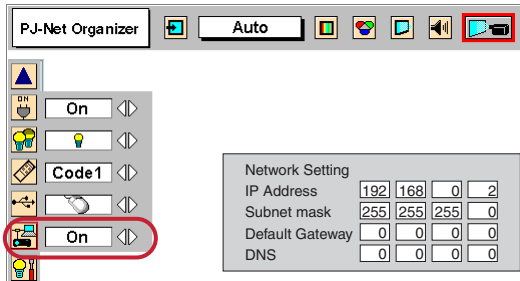 PJ-Net Organizer Auto
ON
On
Code1
On
Network Setting
IP Address 192 168 0 2
Subnet mask 255 255 255 0
Default Gateway 0 0 0 0
DNS 0 0 0 0